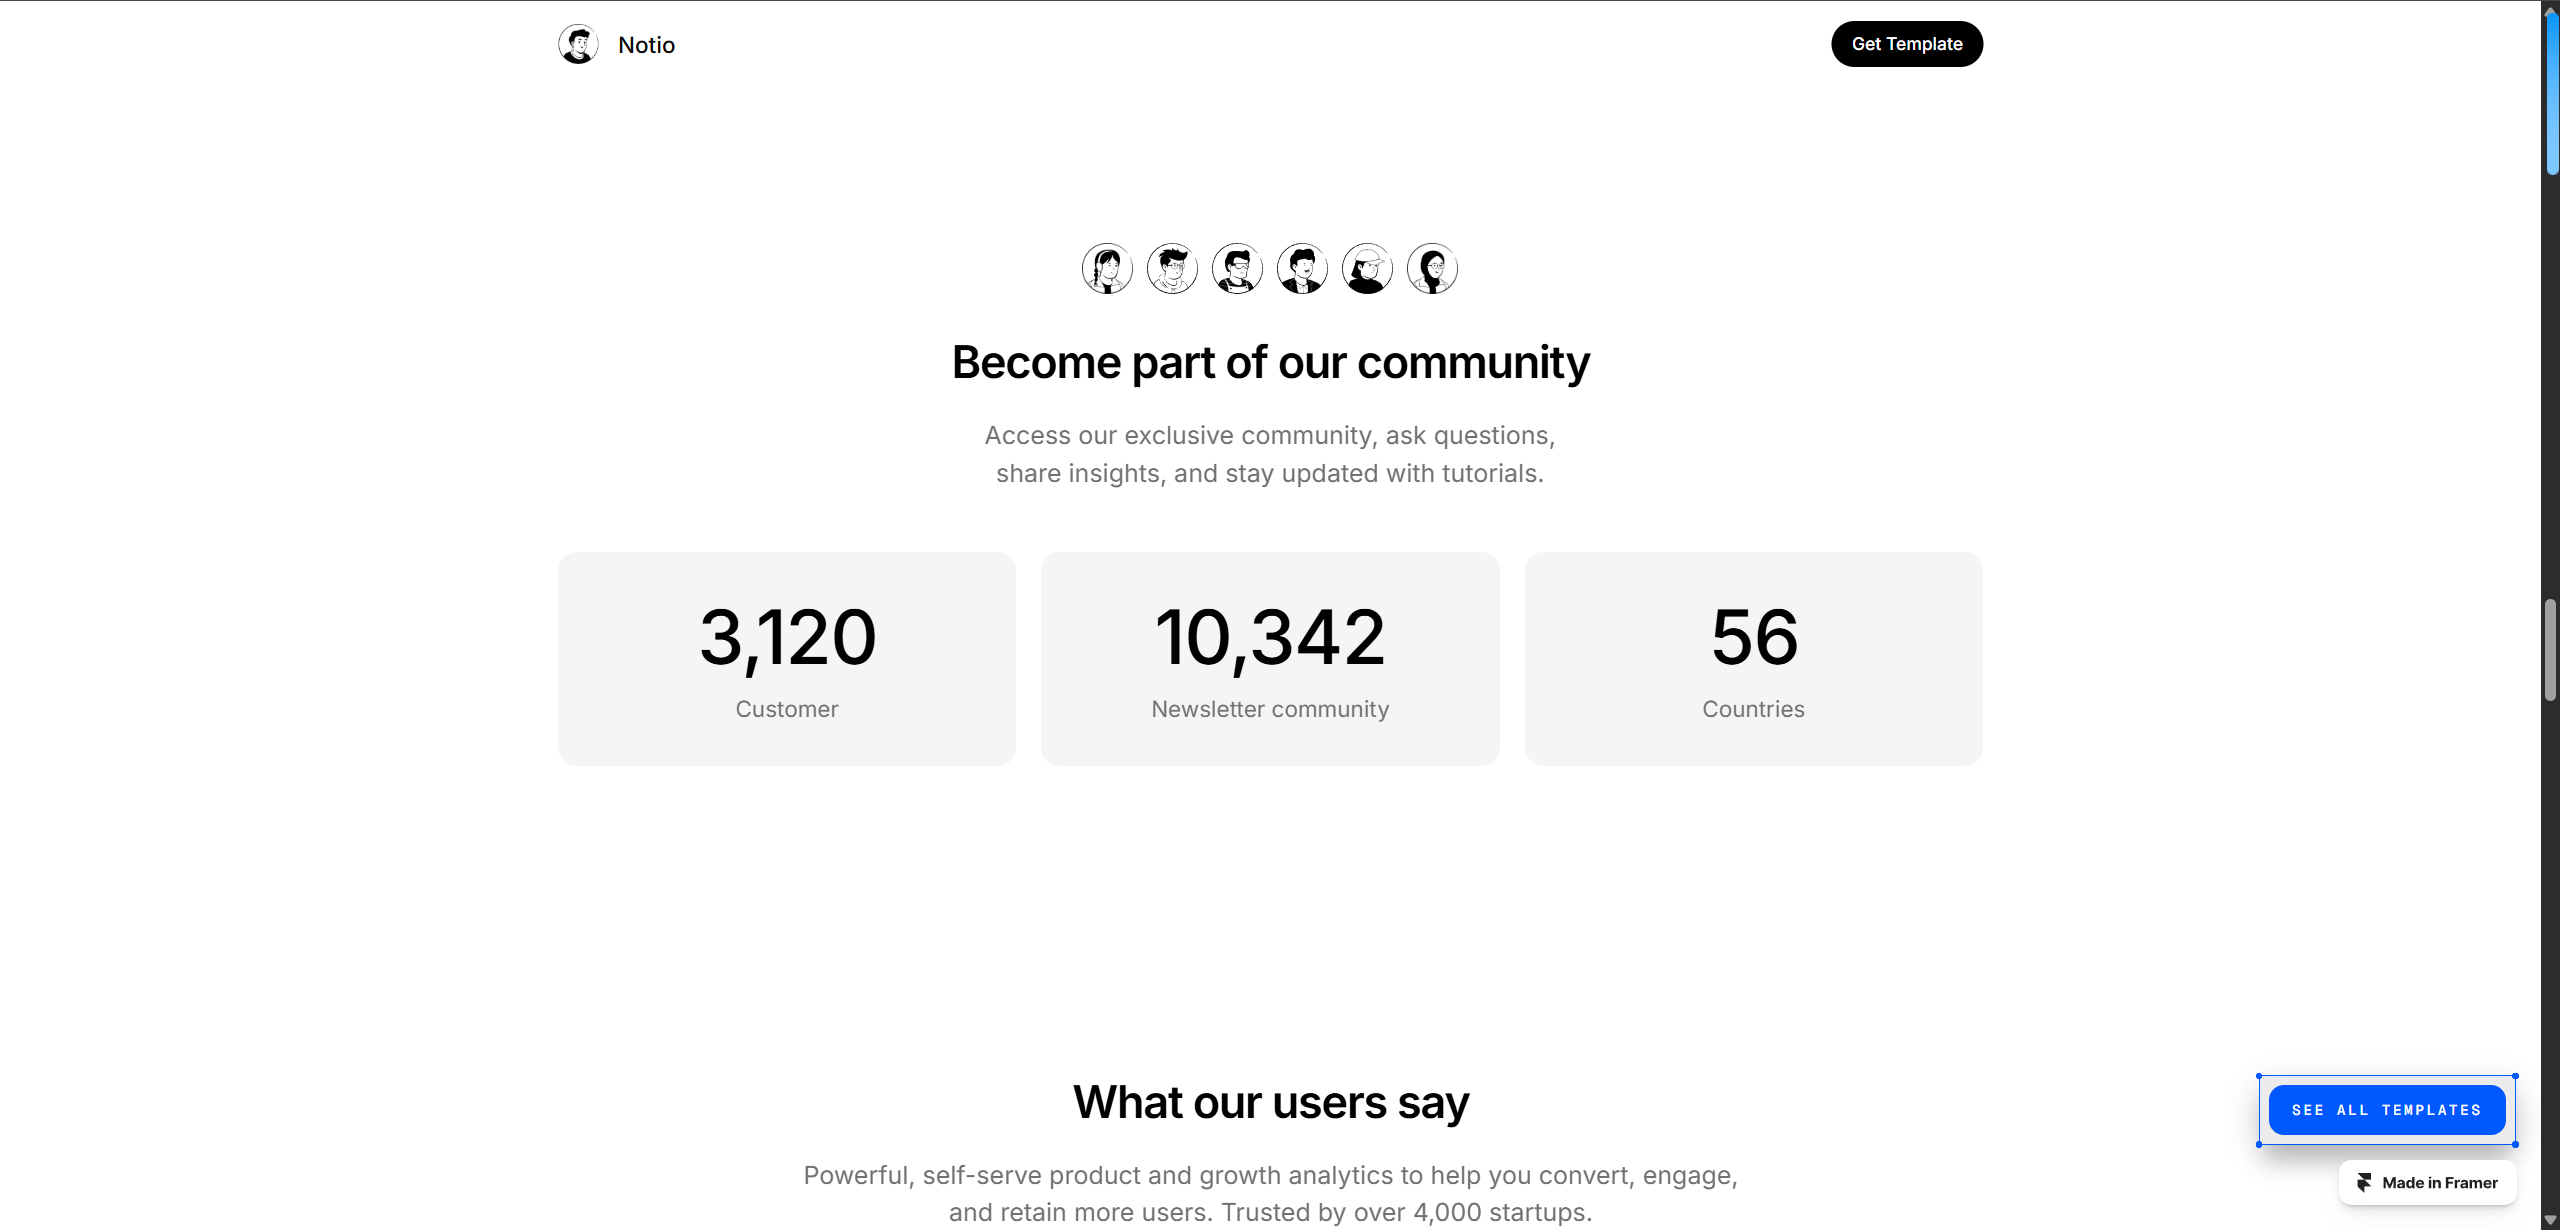 Notio
Get Template
Become part of our community
Access our exclusive community, ask questions,
share insights, and stay updated with tutorials.
3,120
Customer
10,342
Newsletter community
56
Countries
What our users say
Powerful, self-serve product and growth analytics to help you convert, engage,
and retain more users. Trusted by over 4,000 startups.
SEE ALL TEMPLATES
Made in Framer